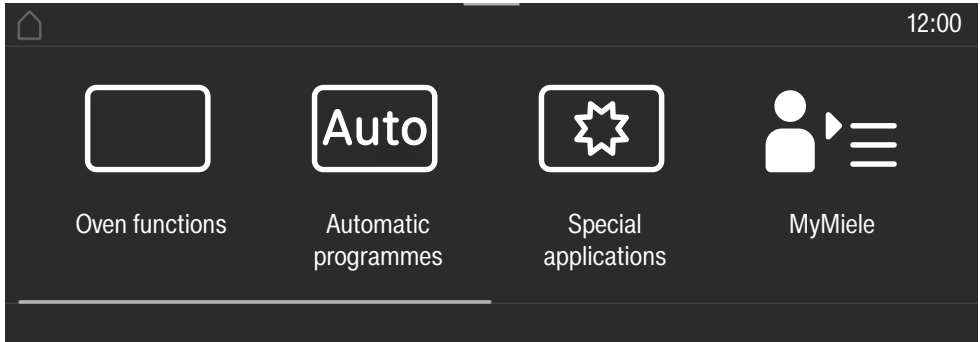 12:00
Auto
Oven functions
Automatic
programmes
Special
applications
MyMiele